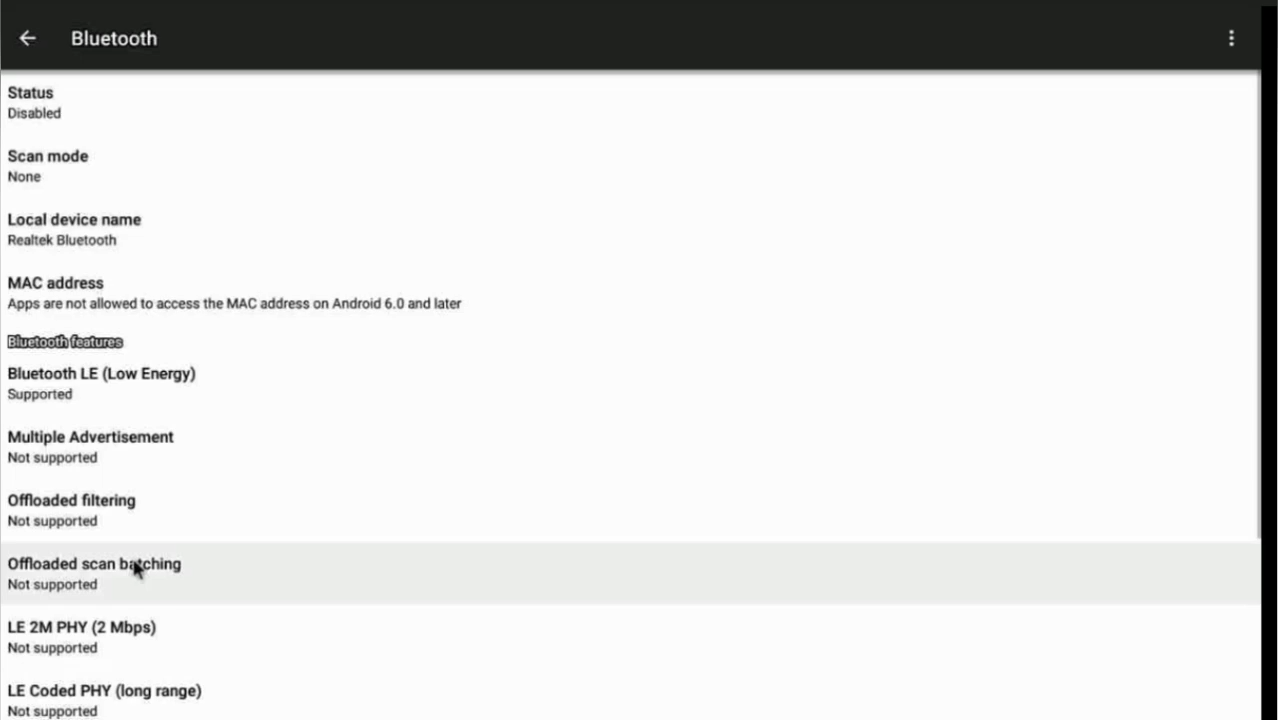 Bluetooth
Status
Disabled
Scan mode
None
Local device name
Realtek Bluetooth
MAC address
Apps are not allowed to access the MAC address on Android 6.0 and later
Bluetooth features
Bluetooth LE (Low Energy)
Supported
Multiple Advertisement
Not supported
Offloaded filtering
Not supported
Offloaded scan batching
Not supported
LE 2M PHY (2 Mbps)
Not supported
LE Coded PHY (long range)
Not supported